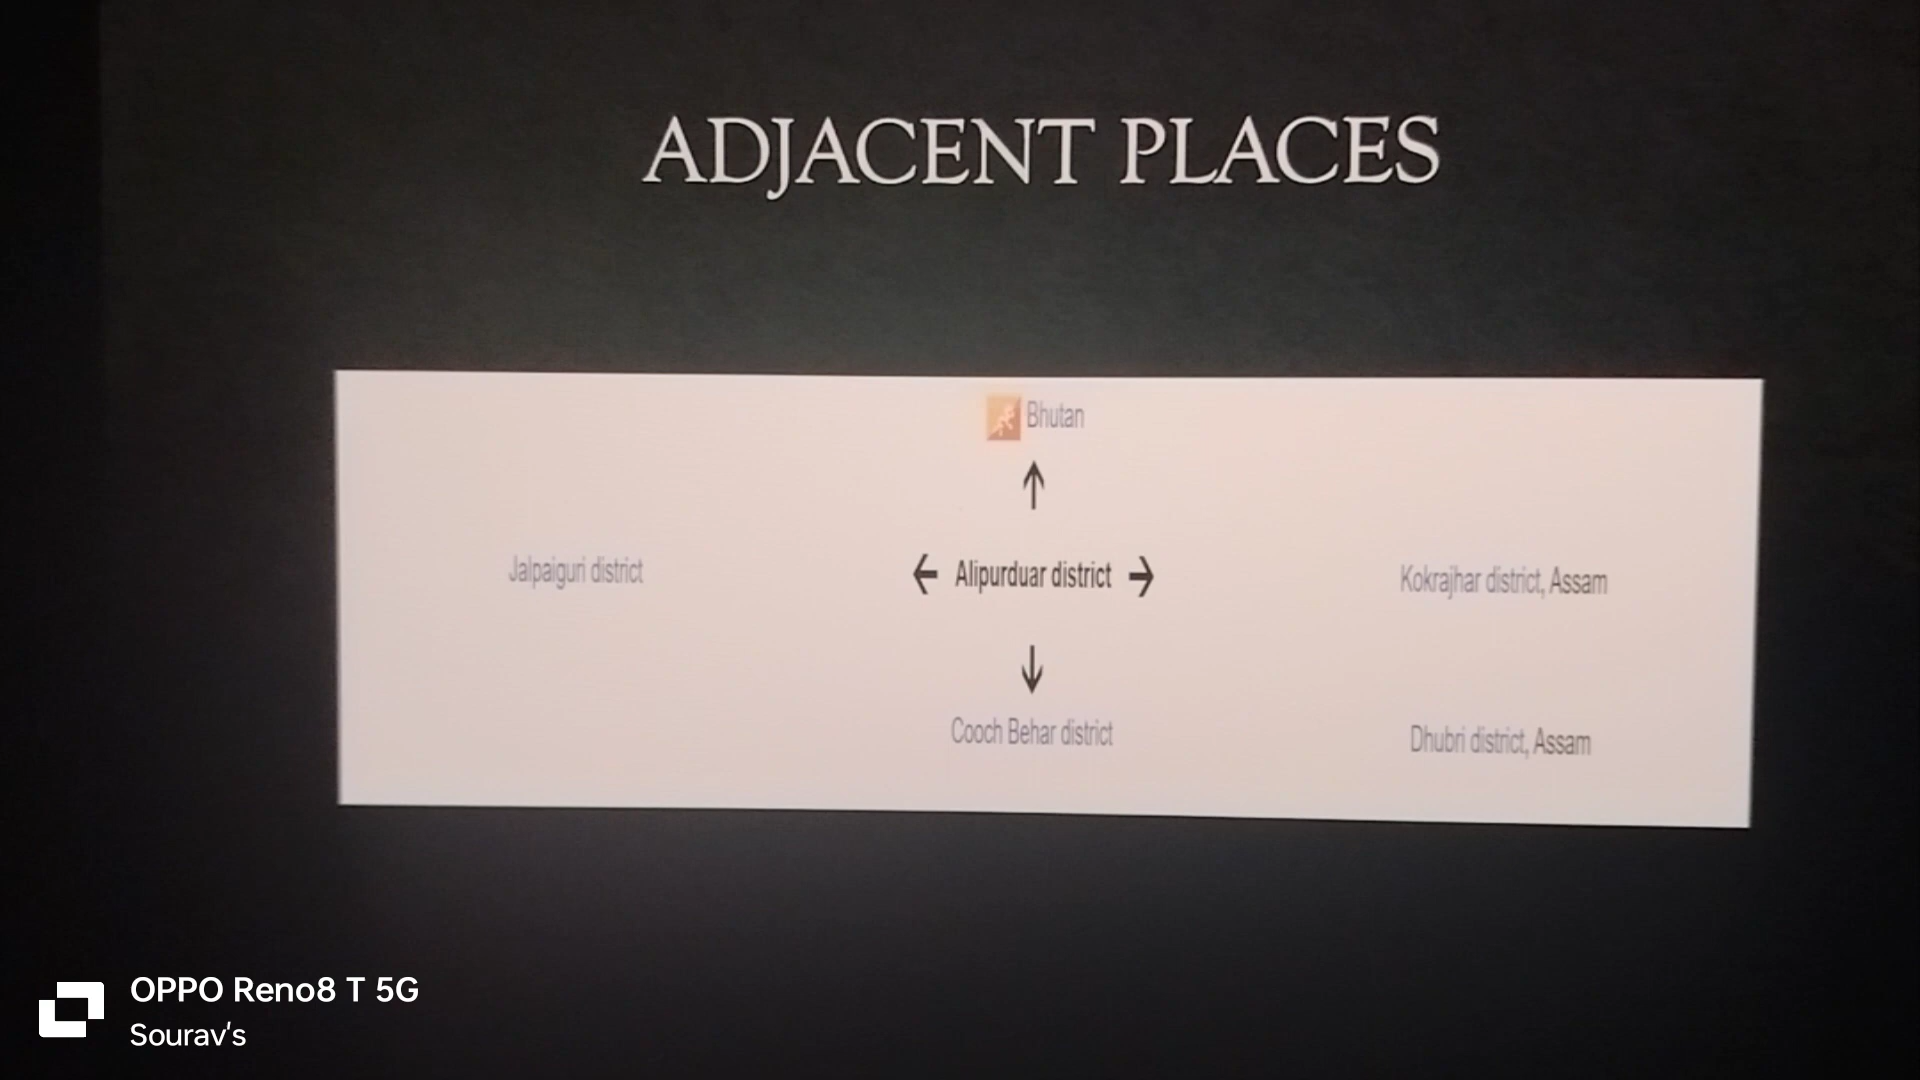 ADJACENT PLACES
Bhutan
↑
Jalpaiguri district ← Alipurduar district → Kokrajhar district, Assam
↓
Cooch Behar district Dhubri district, Assam
OPPO Reno8 T 5G
Sourav's